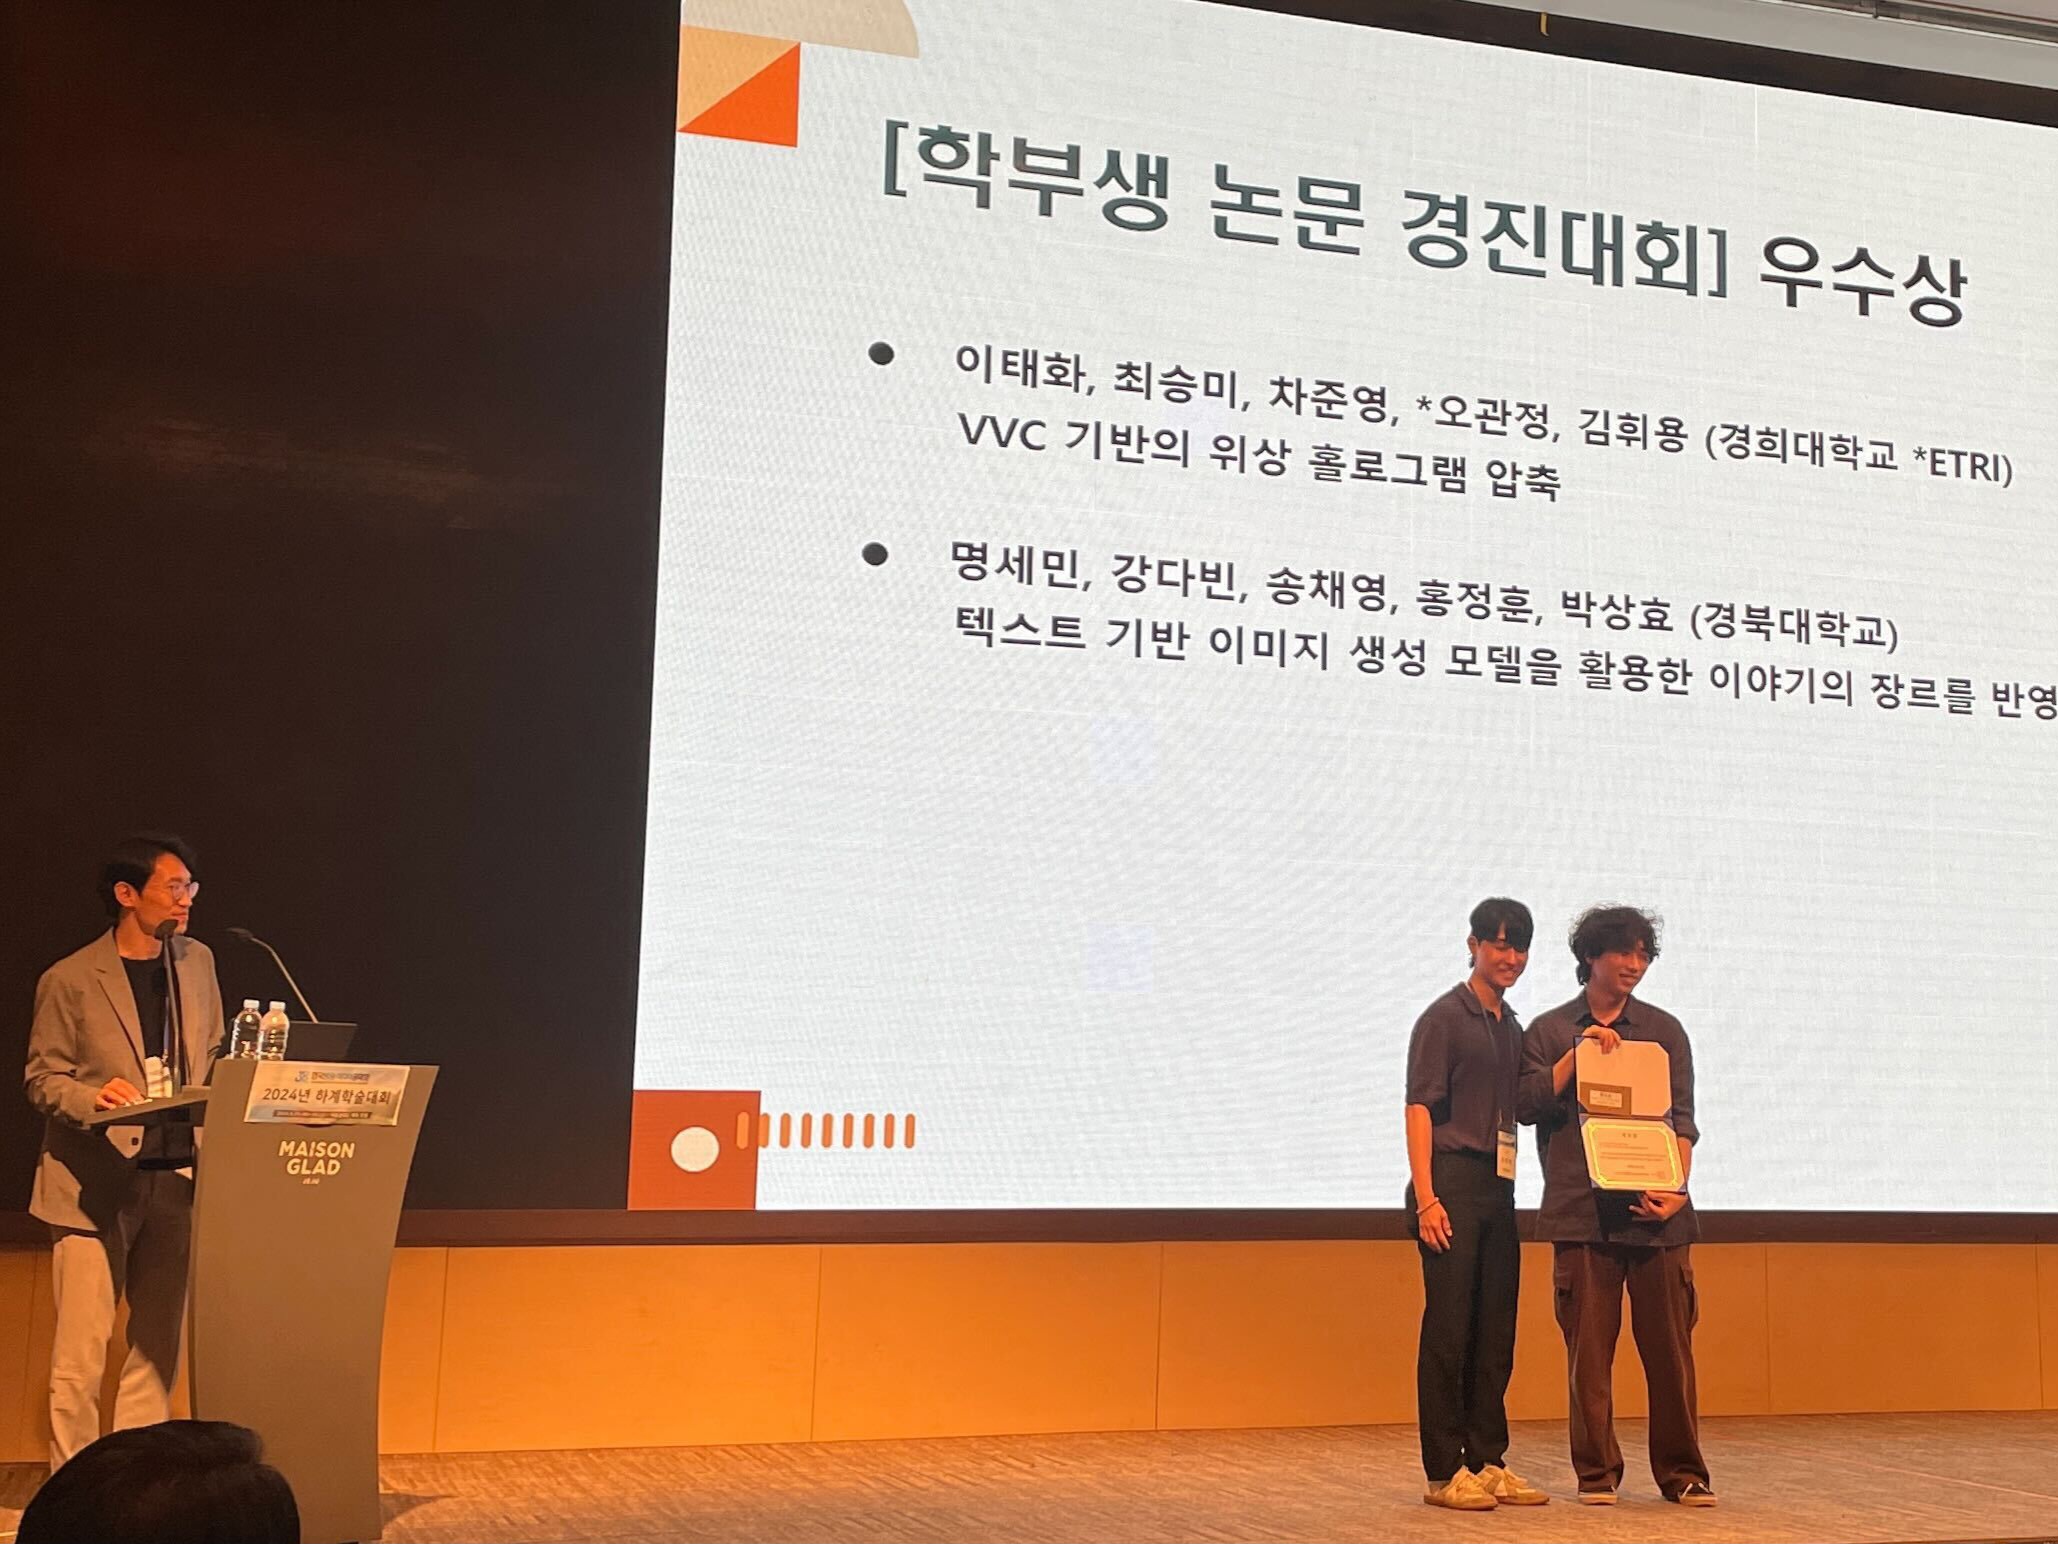 [학부생 논문 경진대회] 우수상
● 이태화, 최승미, 차준영, *오관정, 김휘용 (경희대학교 *ETRI)
VVC 기반의 위상 홀로그램 압축
● 명세민, 강다빈, 송채영, 홍정훈, 박상효 (경북대학교)
텍스트 기반 이미지 생성 모델을 활용한 이야기의 장르를 반영
2024년 하계학술대회
MAISON
GLAD